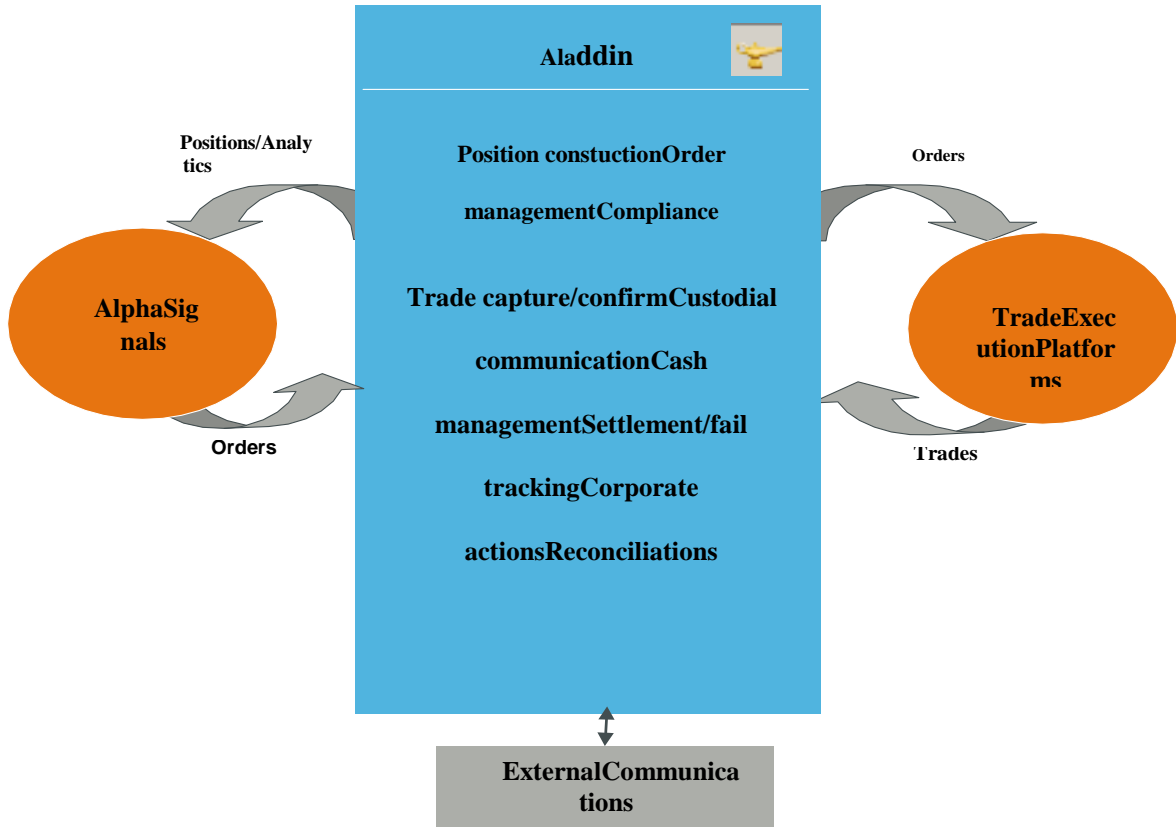 Aladdin
Positions/Analy
tics
Position constuctionOrder
managementCompliance
Trade capture/confirmCustodial
communicationCash
managementSettlement/fail
trackingCorporate
actionsReconciliations
Orders
AlphaSig
nals
Orders
TradeExec
utionPlatfor
ms
Trades
ExternalCommunica
tions